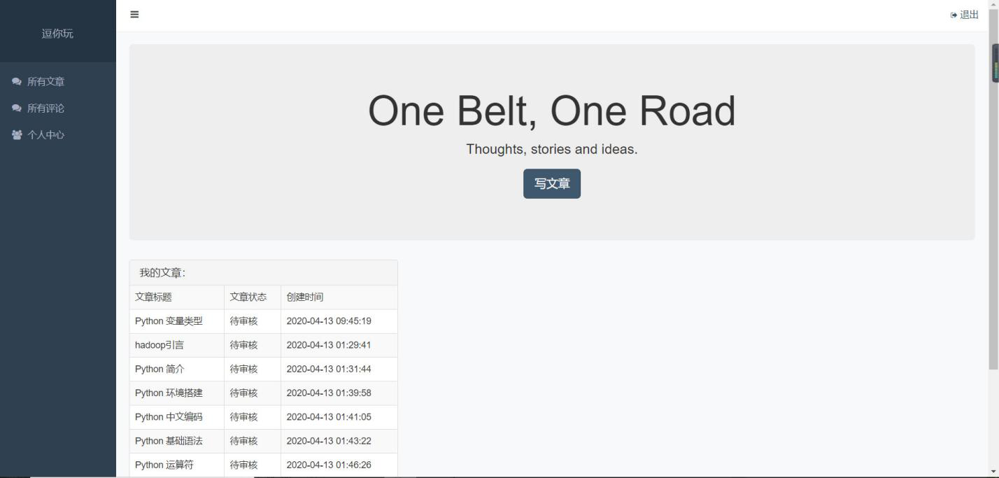 逗你玩
退出
所有文章
所有评论
个人中心
One Belt, One Road
Thoughts, stories and ideas.
写文章
我的文章:
文章标题 文章状态 创建时间
Python 变量类型 待审核 2020-04-13 09:45:19
hadoop引言 待审核 2020-04-13 01:29:41
Python 简介 待审核 2020-04-13 01:31:44
Python 环境搭建 待审核 2020-04-13 01:39:58
Python 中文编码 待审核 2020-04-13 01:41:05
Python 基础语法 待审核 2020-04-13 01:43:22
Python 运算符 待审核 2020-04-13 01:46:26